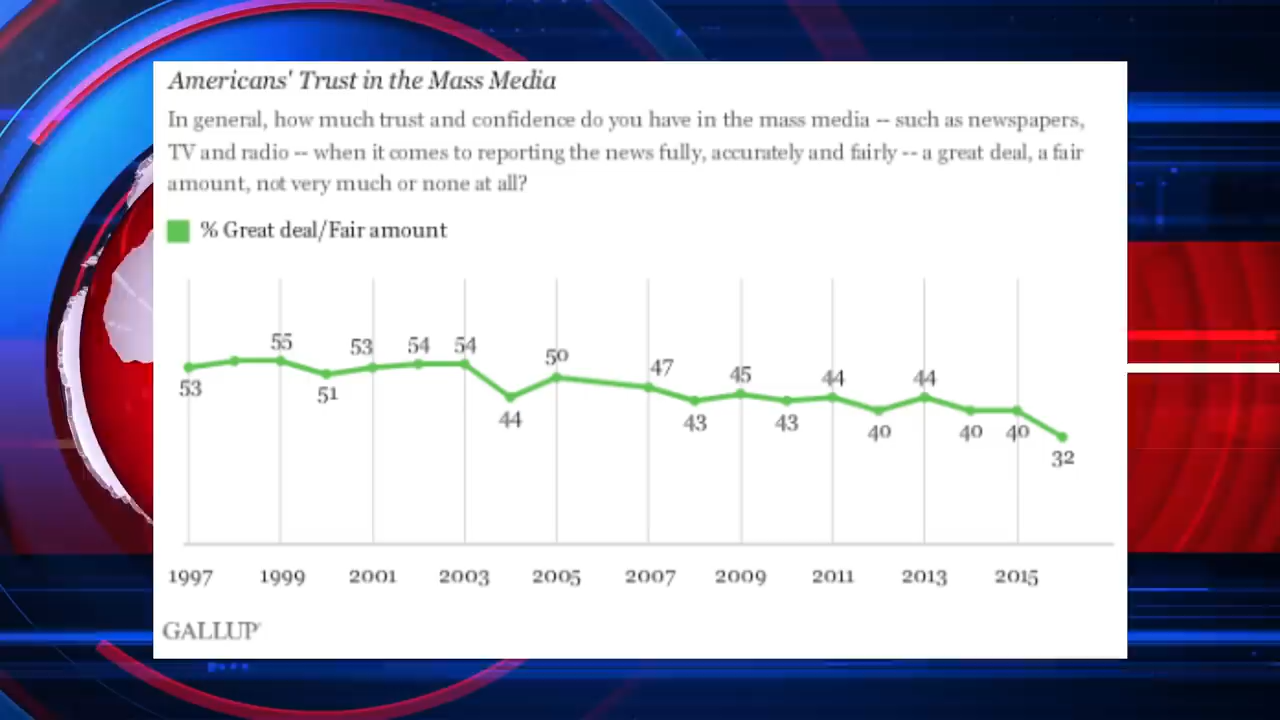 Americans' Trust in the Mass Media
In general, how much trust and confidence do you have in the mass media -- such as newspapers,
TV and radio -- when it comes to reporting the news fully, accurately and fairly -- a great deal, a fair
amount, not very much or none at all?
% Great deal/Fair amount
53 55 51 53 54 54 44 50 47 43 45 43 44 40 44 40 40 32
1997 1999 2001 2003 2005 2007 2009 2011 2013 2015
GALLUP